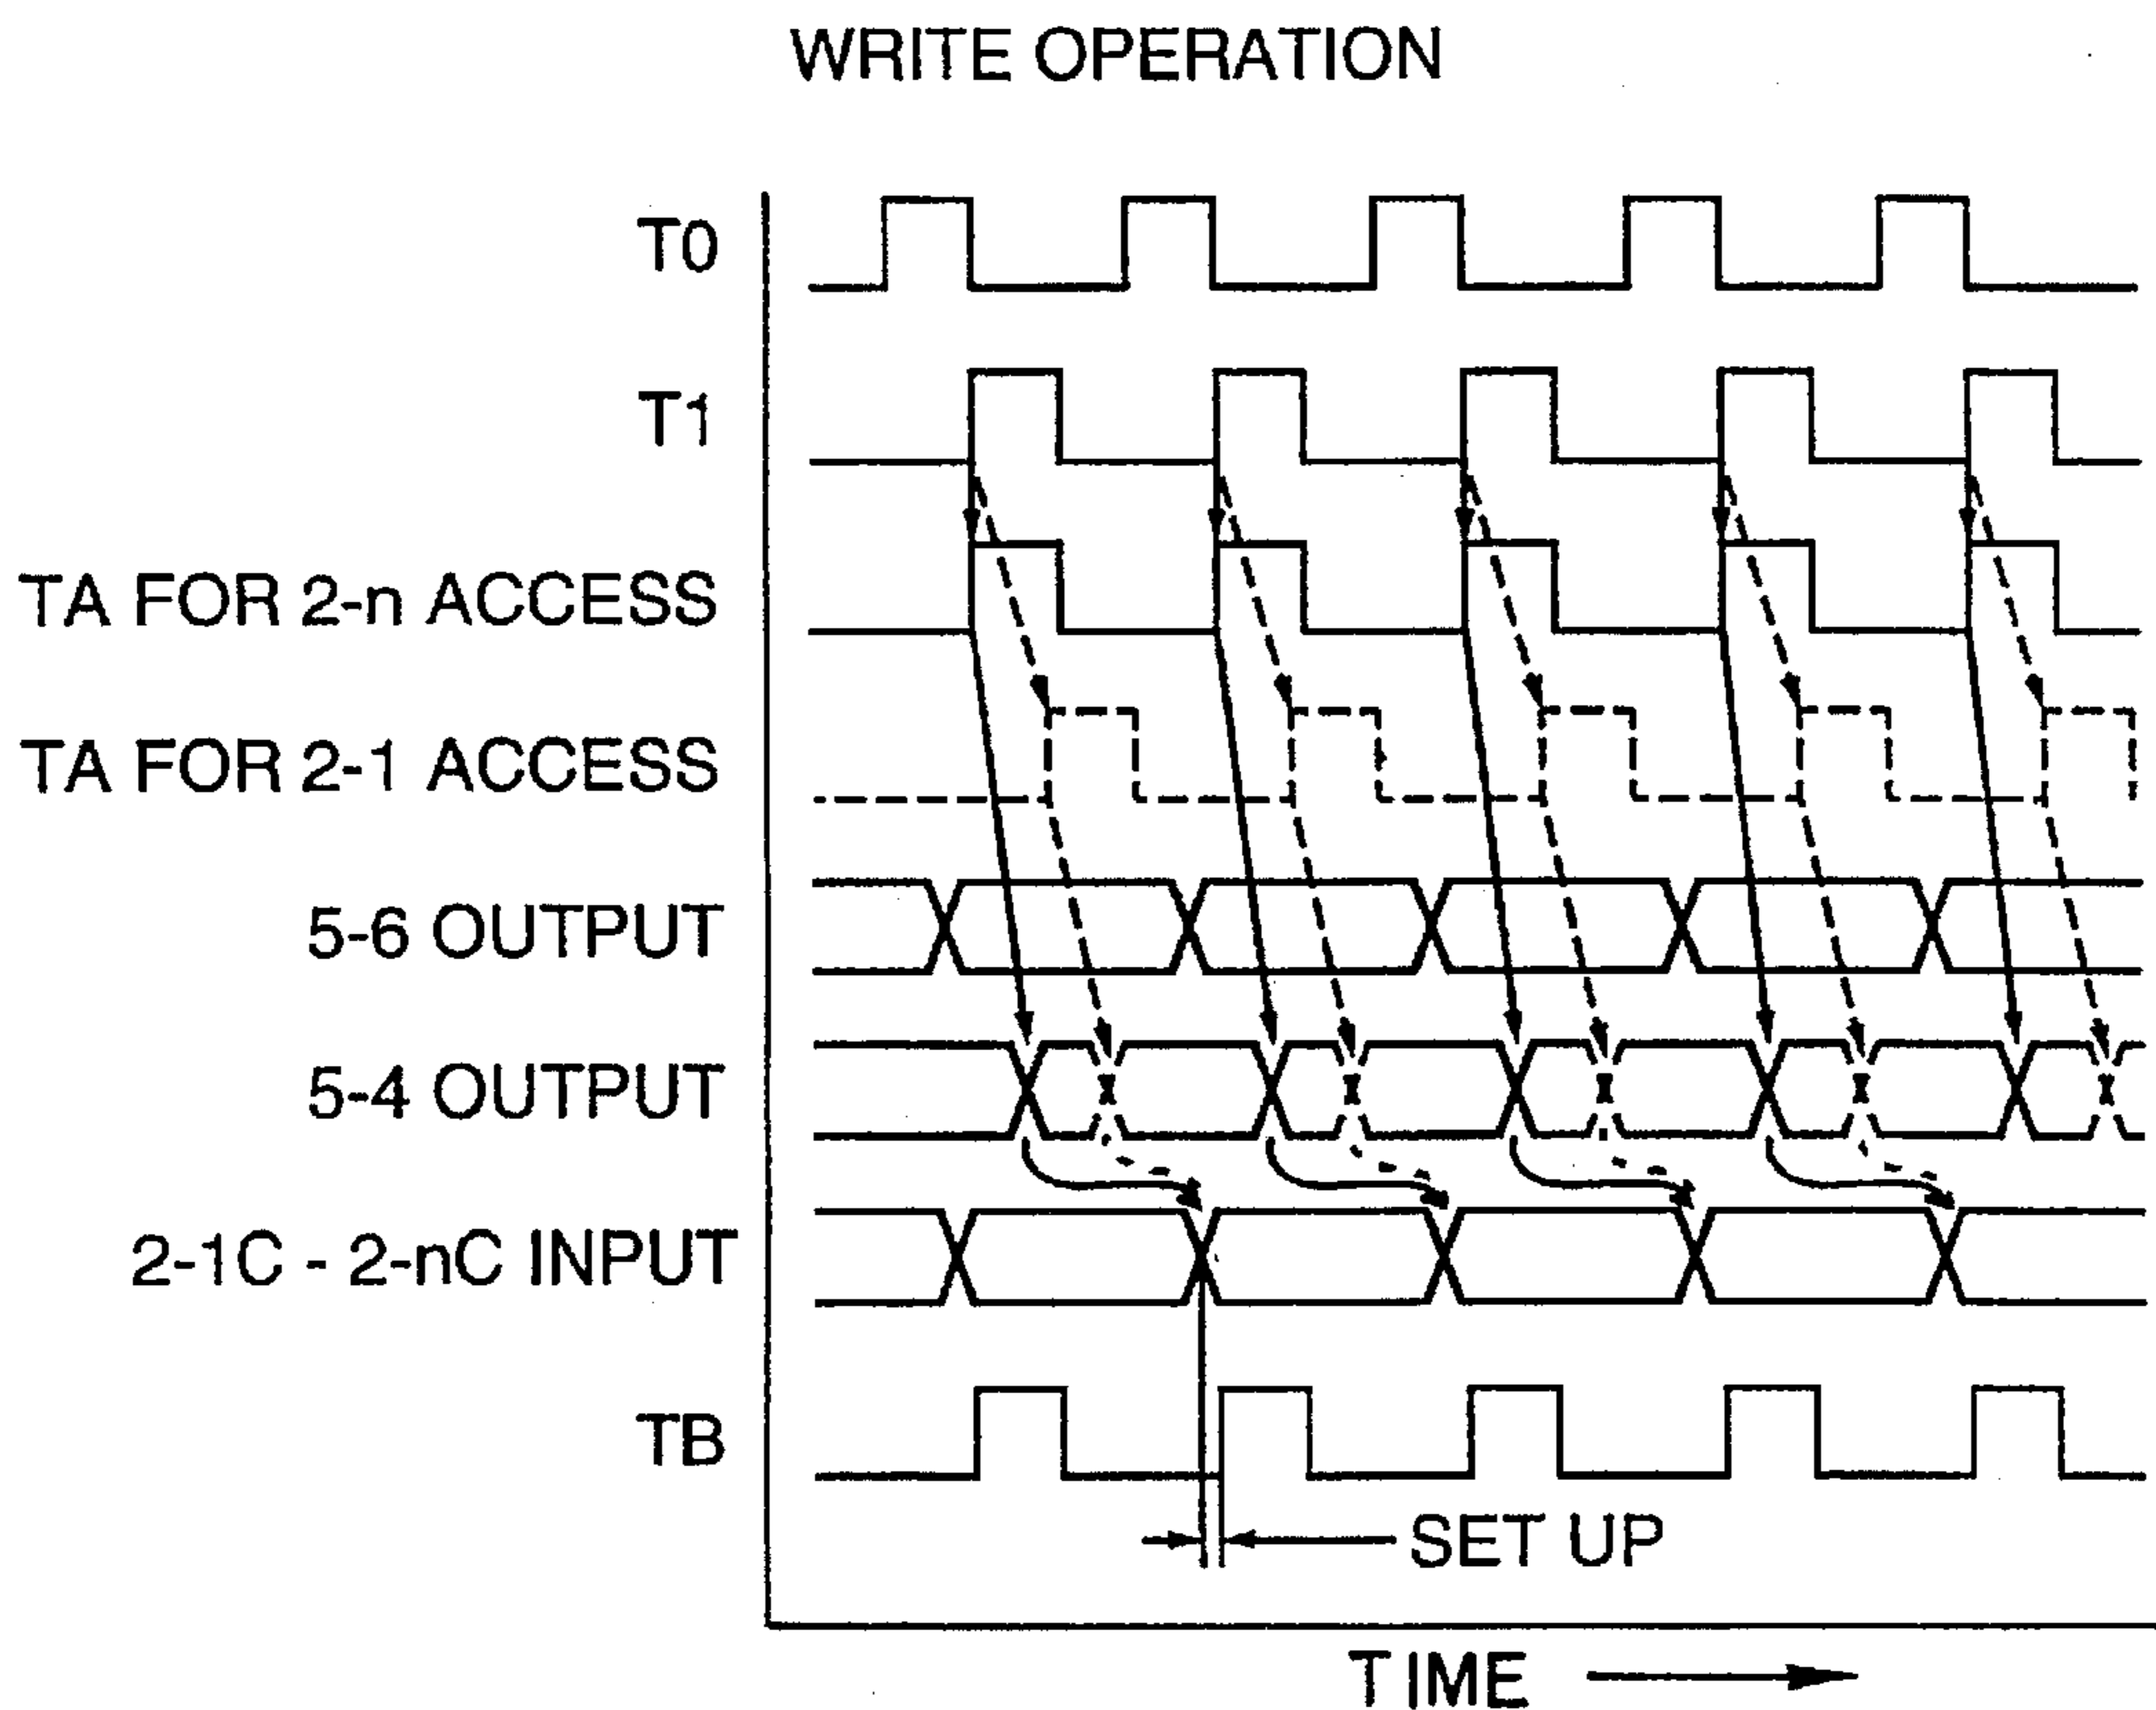 WRITE OPERATION
T0
T1
TA FOR 2-n ACCESS
TA FOR 2-1 ACCESS
5-6 OUTPUT
5-4 OUTPUT
2-1C - 2-nC INPUT
TB
SET UP
TIME